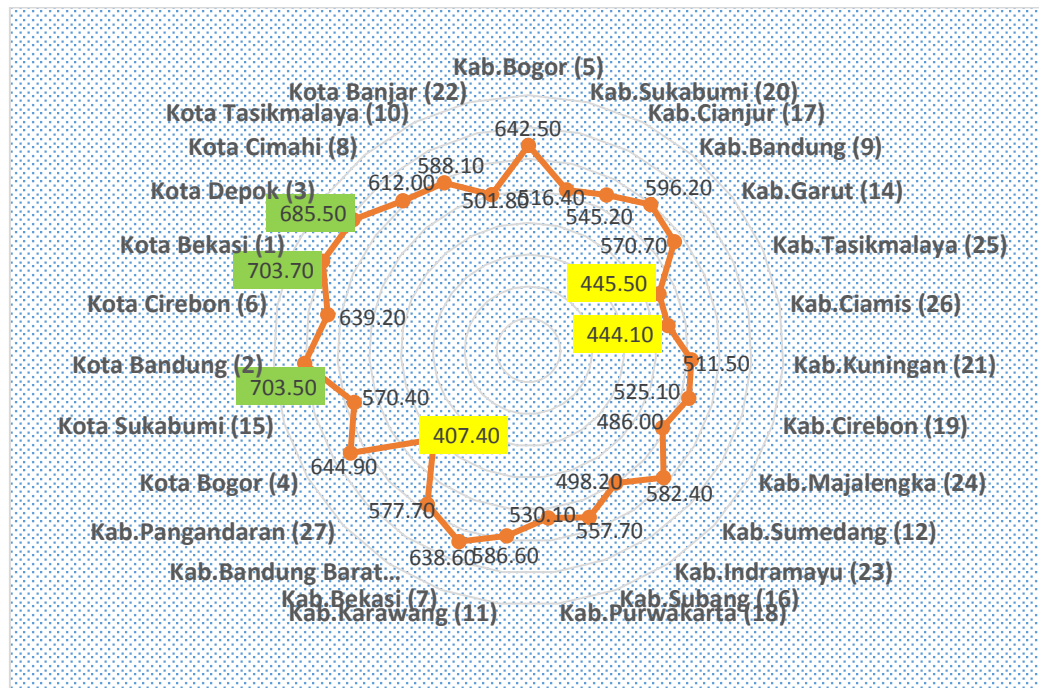 Kab.Bogor (5)
Kab.Sukabumi (20)
Kab.Cianjur (17)
Kab.Bandung (9)
Kab.Garut (14)
Kab.Tasikmalaya (25)
Kab.Ciamis (26)
Kab.Kuningan (21)
Kab.Cirebon (19)
Kab.Majalengka (24)
Kab.Sumedang (12)
Kab.Indramayu (23)
Kab.Subang (16)
Kab.Purwakarta (18)
Kab.Karawang (11)
Kab.Bekasi (7)
Kab.Bandung Barat...
Kab.Pangandaran (27)
Kota Bogor (4)
Kota Sukabumi (15)
Kota Bandung (2)
Kota Cirebon (6)
Kota Bekasi (1)
Kota Depok (3)
Kota Cimahi (8)
Kota Tasikmalaya (10)
Kota Banjar (22)
642.50
516.40
545.20
596.20
570.70
445.50
444.10
511.50
525.10
486.00
582.40
498.20
557.70
530.10
586.60
638.60
577.70
407.40
644.90
570.40
703.50
639.20
703.70
685.50
612.00
588.10
501.80